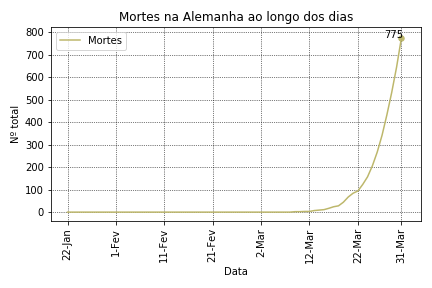 Mortes na Alemanha ao longo dos dias
Mortes
775
Nº total
800
700
600
500
400
300
200
100
0
22-Jan
1-Fev
11-Fev
21-Fev
2-Mar
12-Mar
22-Mar
31-Mar
Data